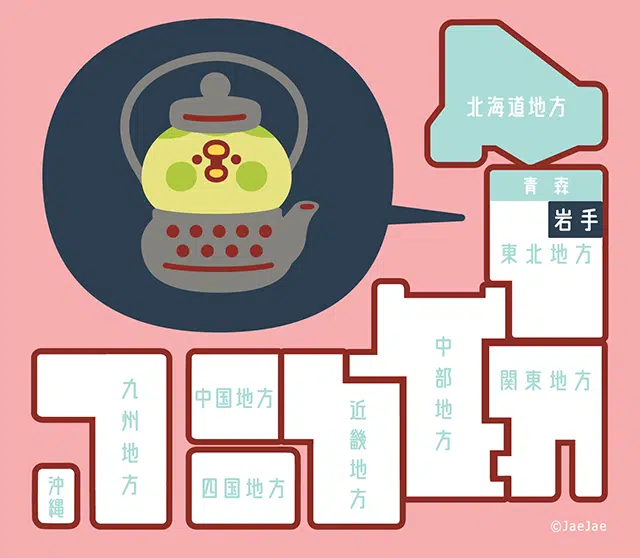 北海道地方
青森
岩手
東北地方
中部地方
関東地方
九州地方
中国地方
近畿地方
四国地方
沖縄
©JaeJae